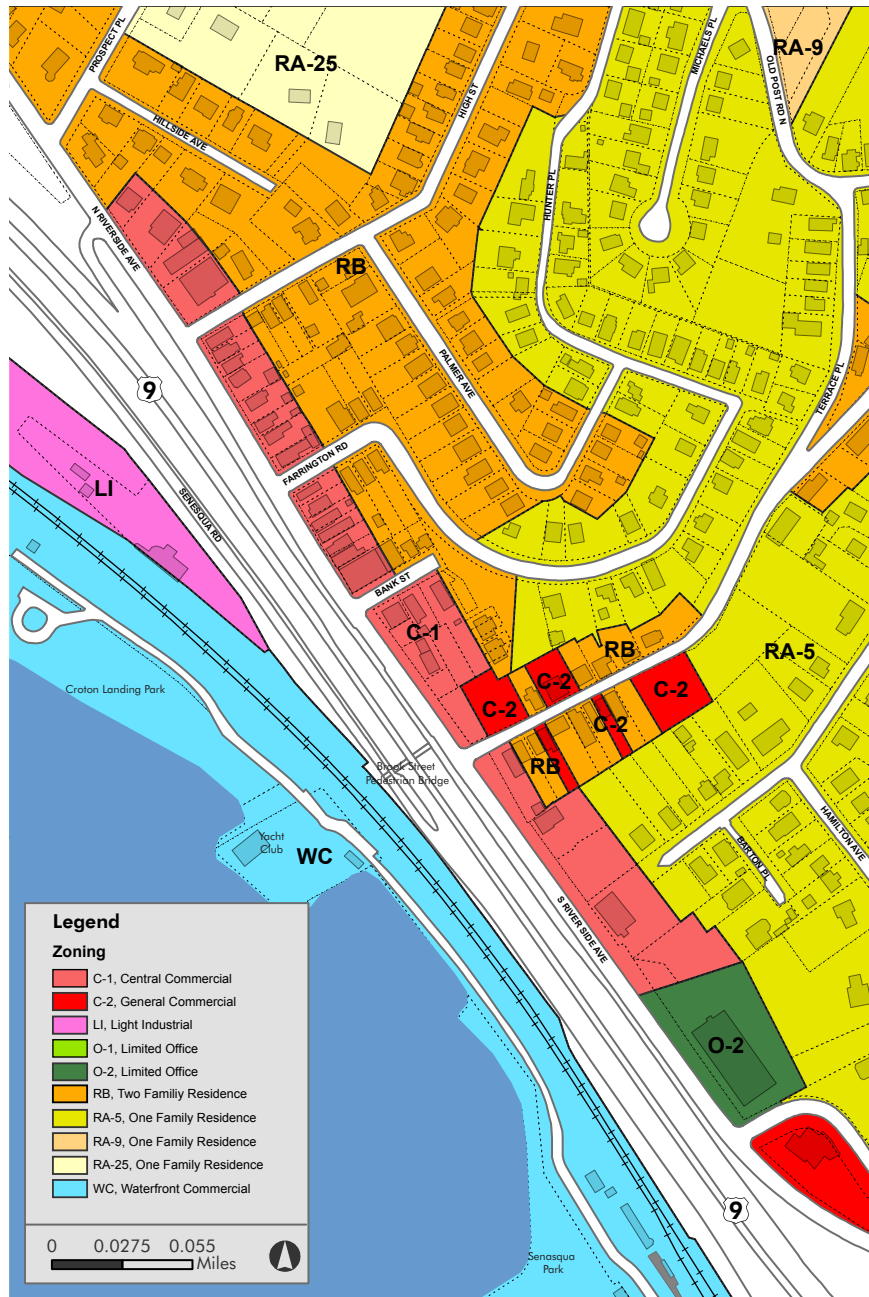 PROSPECT PL
RA-25
HIGH ST
MICHAELS PL
RA-9
OLD POST RD N
HILLSIDE AVE
HUNTER PL
N RIVERSIDE AVE
RB
PALMER AVE
TERRACE PL
9
FARRINGTON RD
LI
SENESQUA RD
BANK ST
C-1
RB
RA-5
Croton Landing Park
C-2
C-2
C-2
C-2
RB
Brook Street
Pedestrian Bridge
HAMILTON AVE
Yacht
Club
WC
BARTON PL
S RIVER SIDE AVE
O-2
9
Senasqua
Park
Legend
Zoning
C-1, Central Commercial
C-2, General Commercial
LI, Light Industrial
O-1, Limited Office
O-2, Limited Office
RB, Two Familiy Residence
RA-5, One Family Residence
RA-9, One Family Residence
RA-25, One Family Residence
WC, Waterfront Commercial
0 0.0275 0.055
Miles